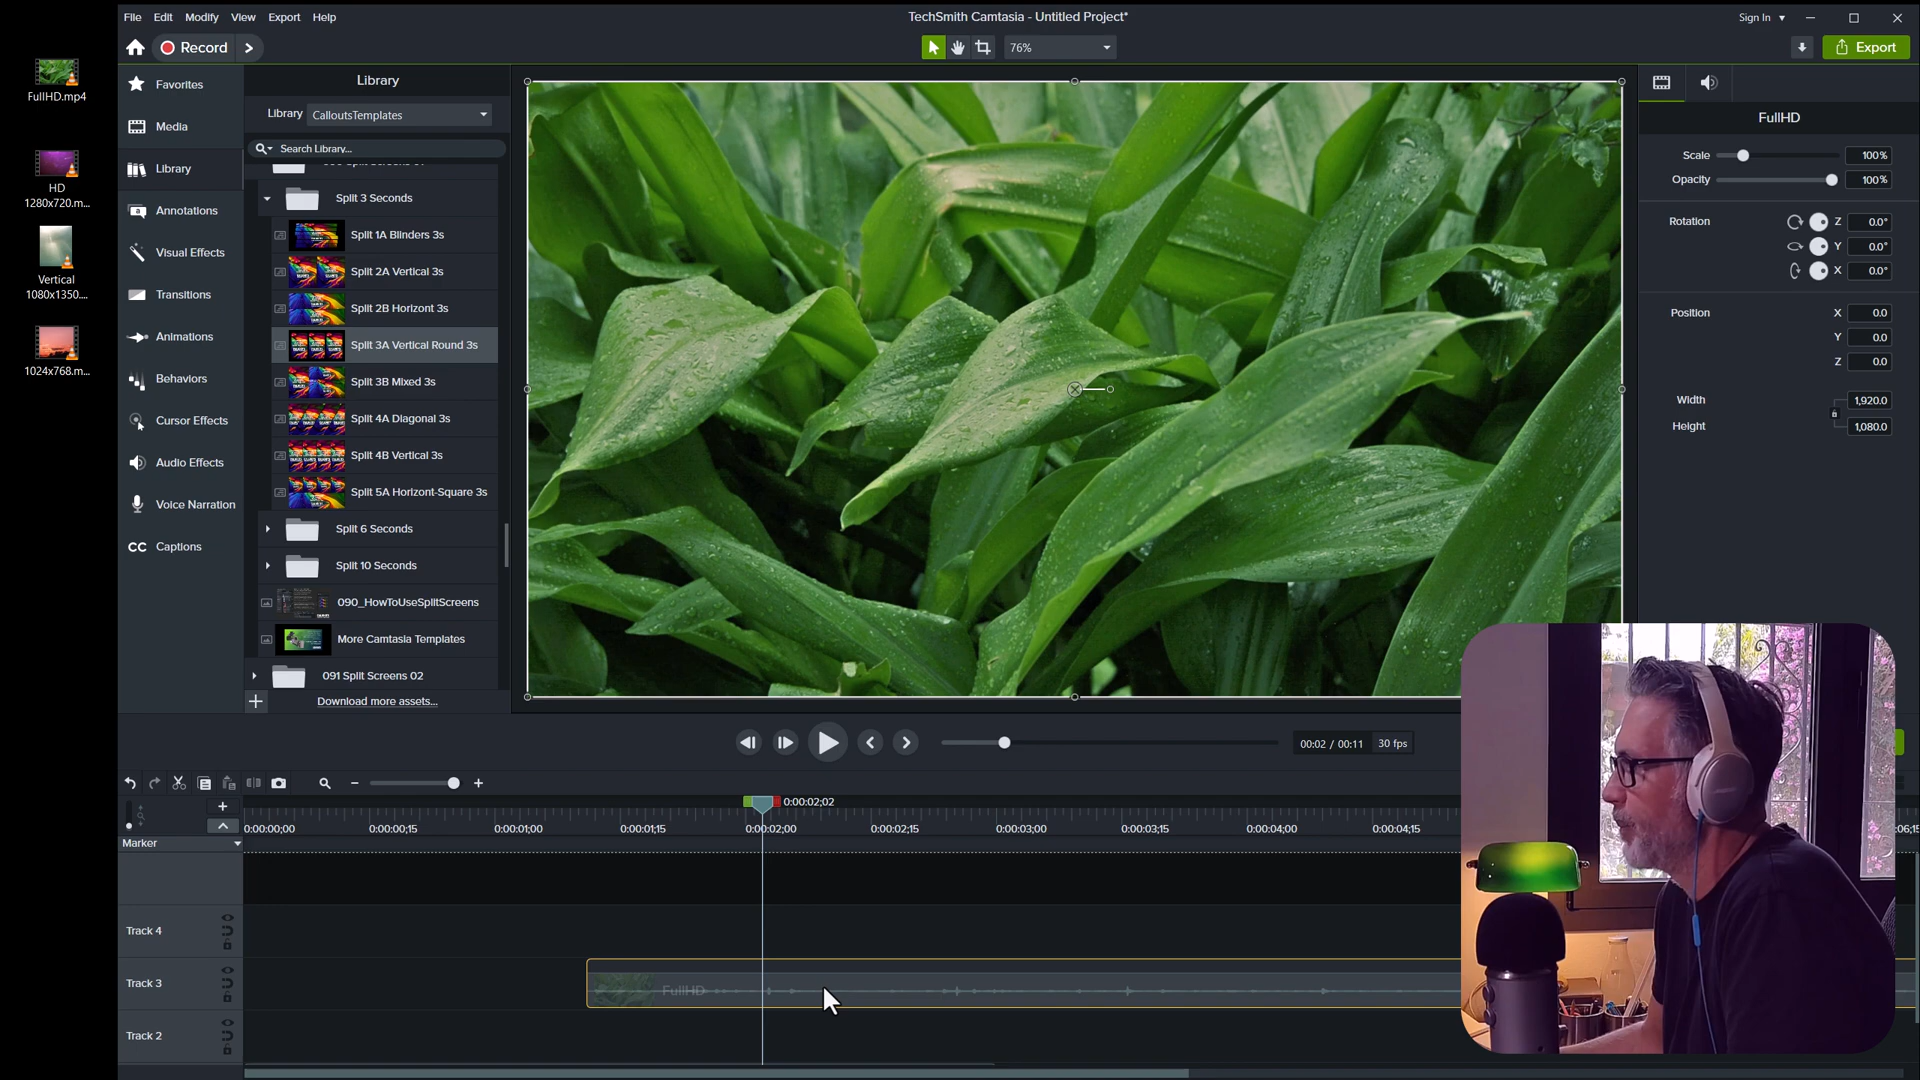 File Edit Modify View Export Help
TechSmith Camtasia - Untitled Project*
Sign In
Record
76%
Export
FullHD.mp4
HD
1280x720.m...
Vertical
1080x1350....
1024x768.m...
Favorites
Media
Library
Annotations
Visual Effects
Transitions
Animations
Behaviors
Cursor Effects
Audio Effects
Voice Narration
CC Captions
Library
Library CalloutsTemplates
Search Library...
Split 3 Seconds
Split 1A Blinders 3s
Split 2A Vertical 3s
Split 2B Horizont 3s
Split 3A Vertical Round 3s
Split 3B Mixed 3s
Split 4A Diagonal 3s
Split 4B Vertical 3s
Split 5A Horizont-Square 3s
Split 6 Seconds
Split 10 Seconds
090_HowToUseSplitScreens
More Camtasia Templates
091 Split Screens 02
Download more assets...
FullHD
Scale 100%
Opacity 100%
Rotation Z 0.0°
Y 0.0°
X 0.0°
Position X 0.0
Y 0.0
Z 0.0
Width 1,920.0
Height 1,080.0
00:02 / 00:11 30 fps
0:00:02;02
0:00:00;00 0:00:00;15 0:00:01;00 0:00:01;15 0:00:02;00 0:00:02;15 0:00:03;00 0:00:03;15 0:00:04;00 0:00:04;15
Marker
Track 4
Track 3
FullHD
Track 2